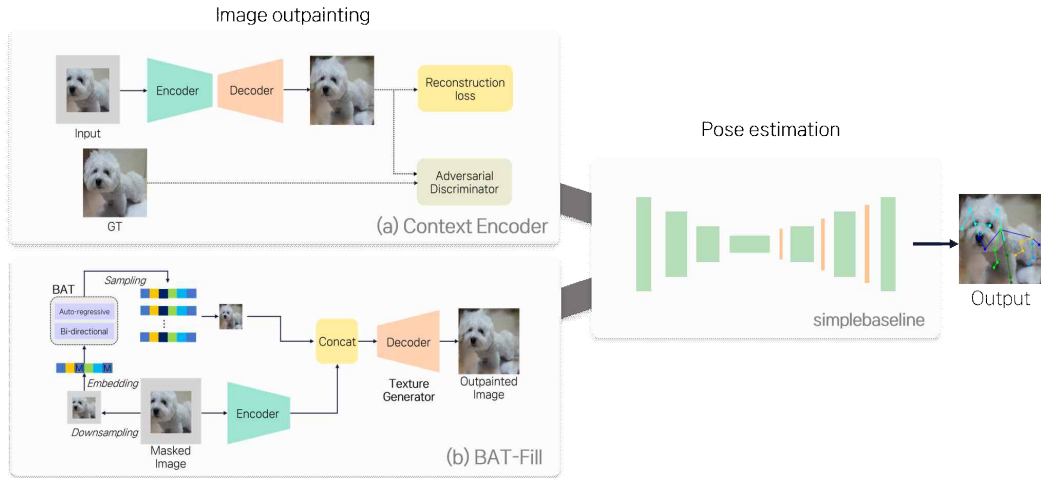 Image outpainting
Encoder
Decoder
Reconstruction
loss
Input
Adversarial
Discriminator
GT
(a) Context Encoder
Pose estimation
simplebaseline
Output
BAT
Sampling
Auto-regressive
Bi-directional
M
M
Embedding
Downsampling
Masked
Image
Encoder
Concat
Decoder
Texture
Generator
Outpainted
Image
(b) BAT-Fill